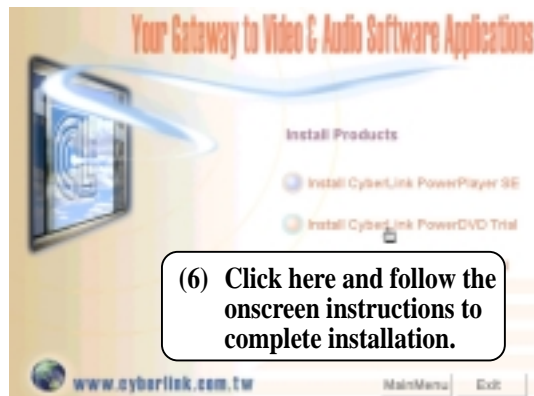 Your Gateway to Video & Audio Software Applications
Install Products
Install CyberLink PowerPlayer SE
Install CyberLink PowerDVD Trial
(6) Click here and follow the
onscreen instructions to
complete installation.
www.cyberlink.com.tw
MainMenu
Exit